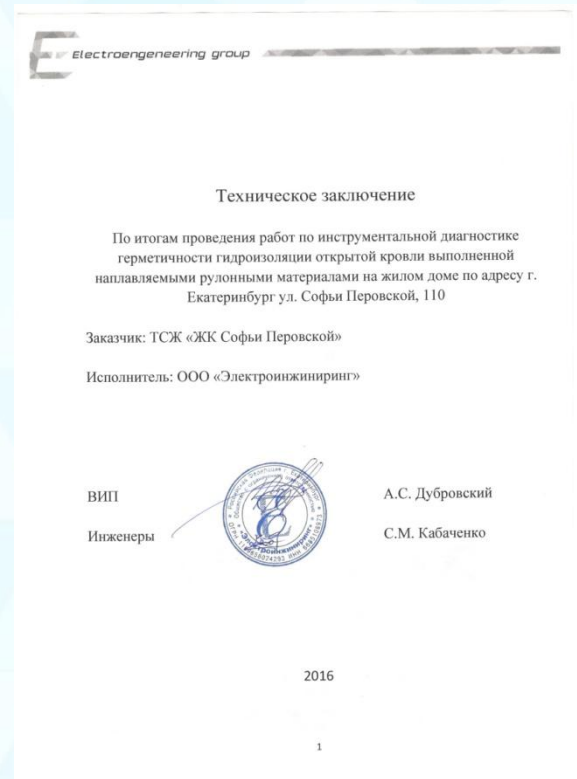 Electroengeneering group
Техническое заключение
По итогам проведения работ по инструментальной диагностике
герметичности гидроизоляции открытой кровли выполненной
наплавляемыми рулонными материалами на жилом доме по адресу г.
Екатеринбург ул. Софьи Перовской, 110
Заказчик: ТСЖ «ЖК Софьи Перовской»
Исполнитель: ООО «Электроинжиниринг»
ВИП
А.С. Дубровский
Инженеры
С.М. Кабаченко
«Электроинжиниринг»
2016
1